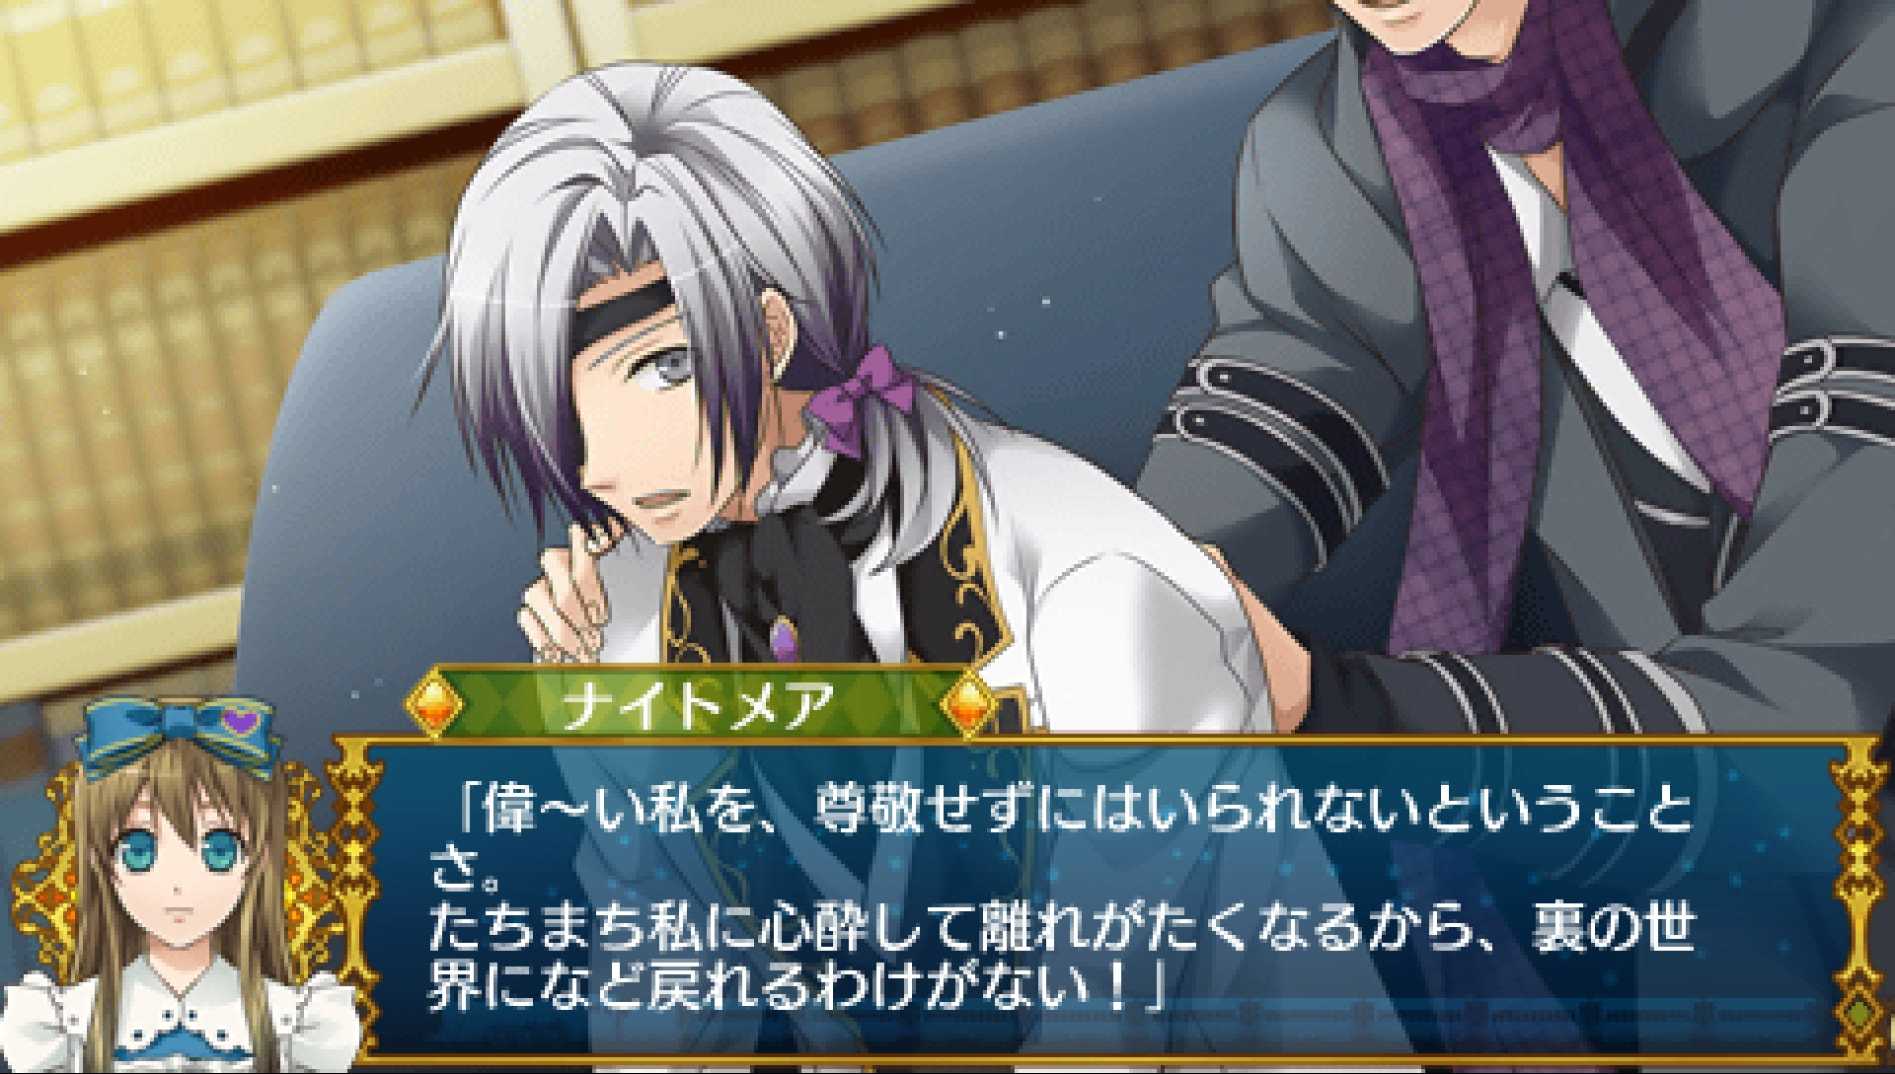 ナイトメア
「偉～い私を、尊敬せずにはいられないということ
さ。
たちまち私に心酔して離れがたくなるから、裏の世
界になど戻れるわけがない！」